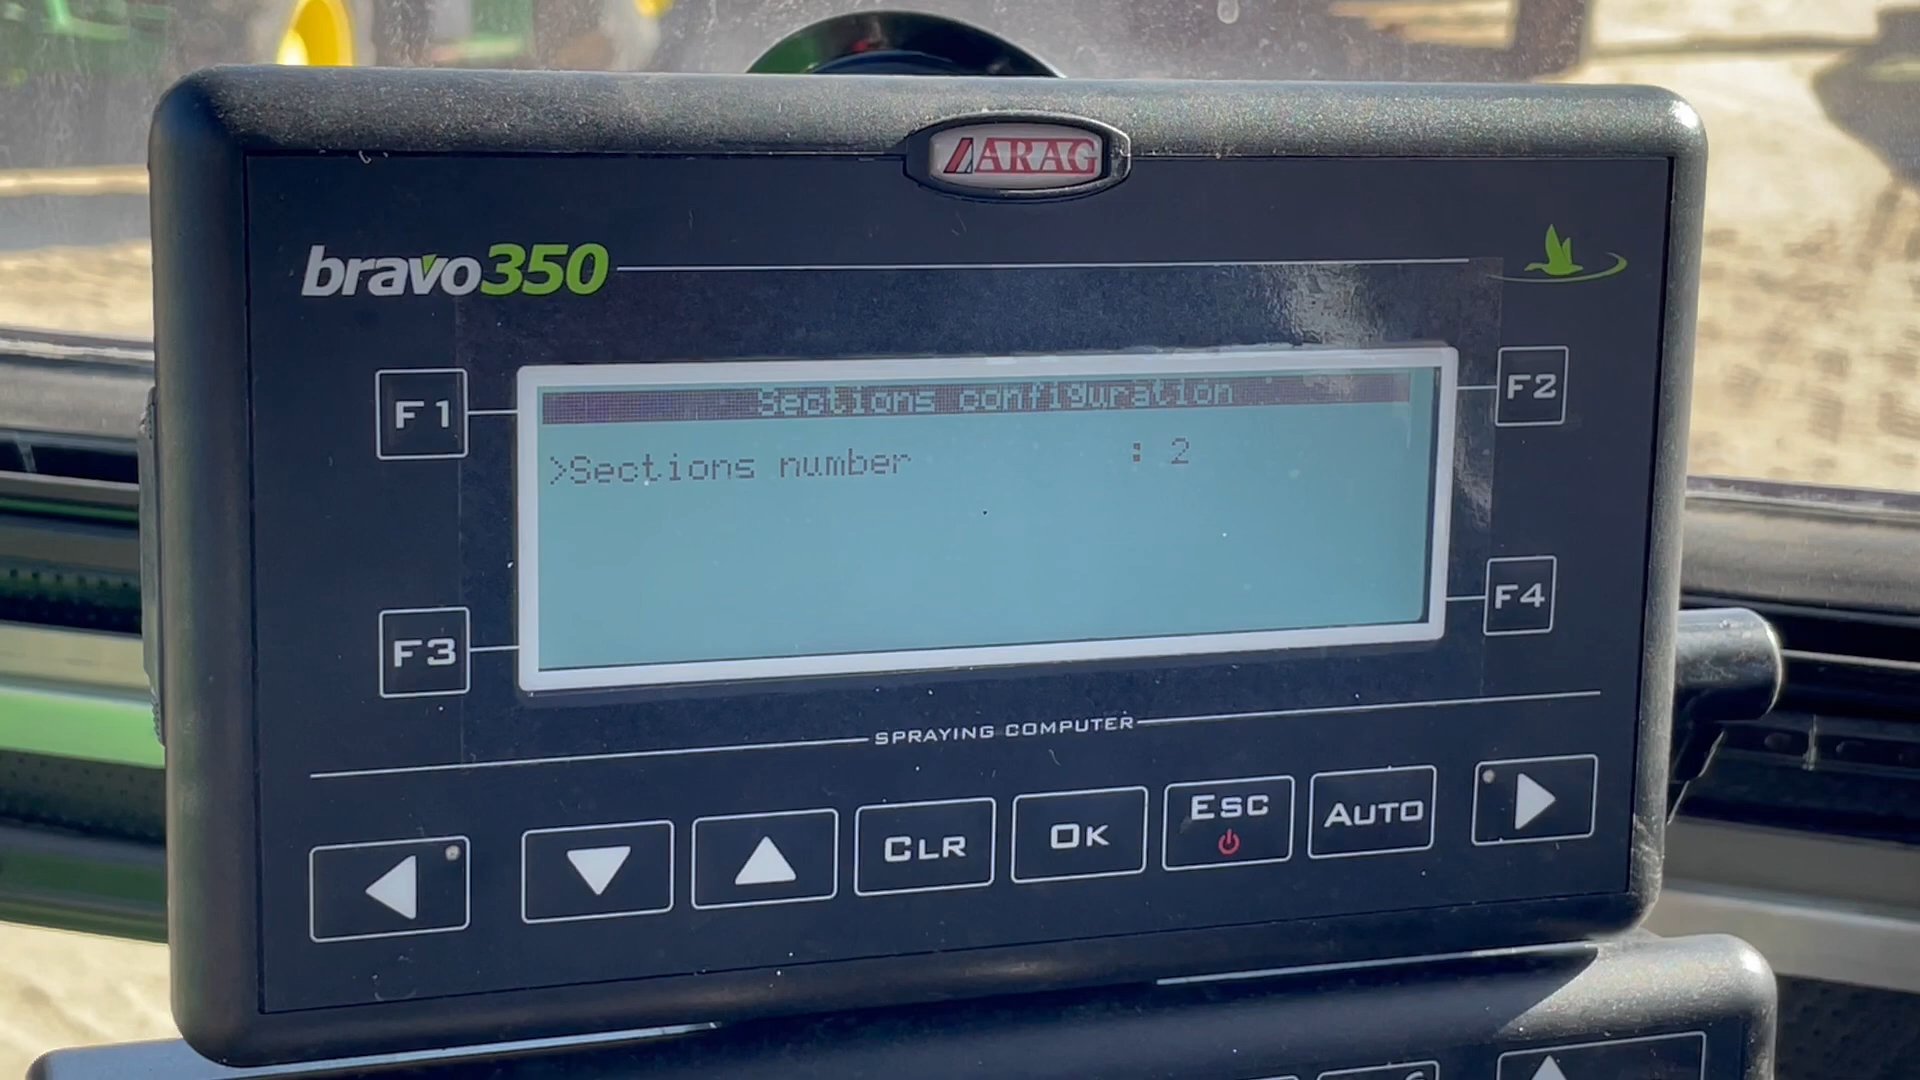 ARAG
bravo350
F1
F2
Sections configuration
>Sections number : 2
F3
F4
SPRAYING COMPUTER
CLR
OK
ESC
AUTO